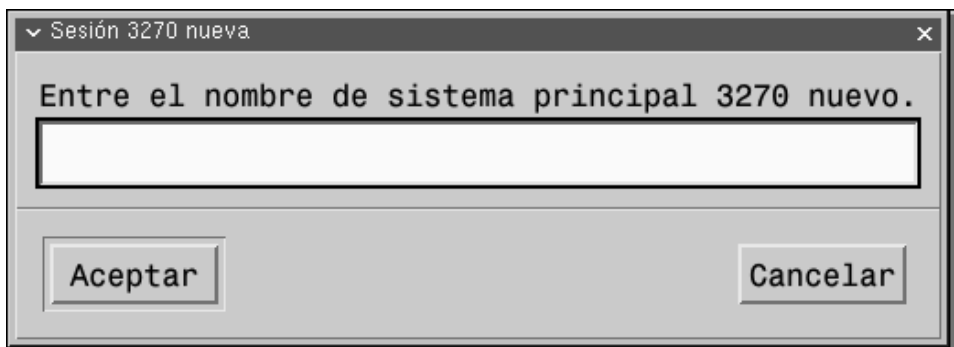 Sesión 3270 nueva
Entre el nombre de sistema principal 3270 nuevo.
Aceptar
Cancelar